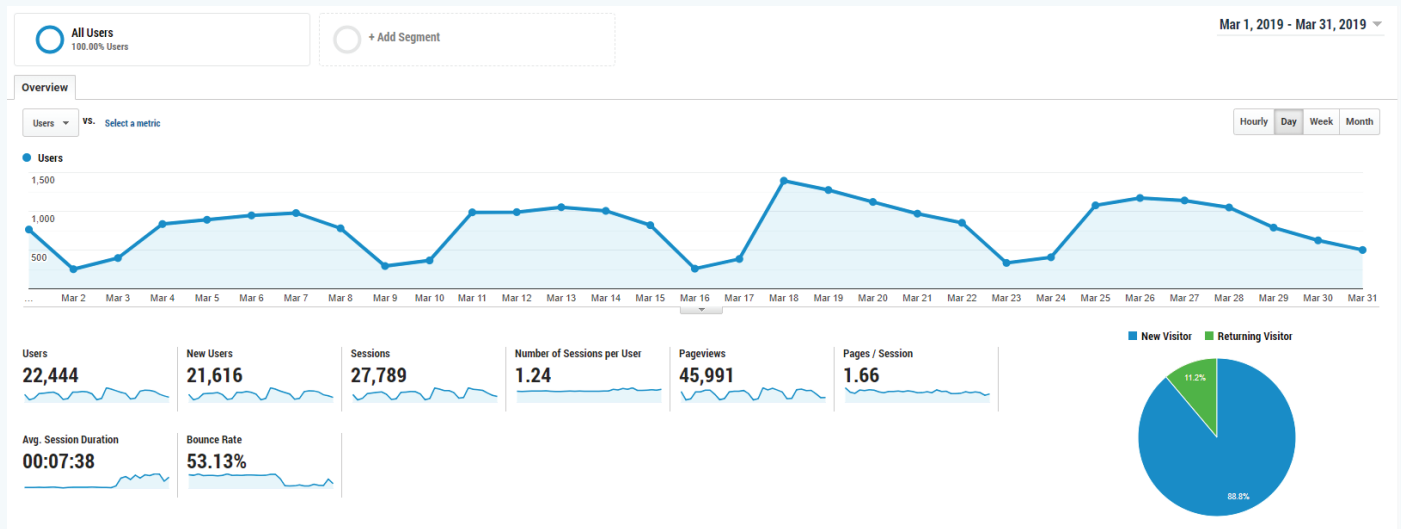 All Users
100.00% Users
+ Add Segment
Mar 1, 2019 - Mar 31, 2019
Overview
Users
vs.
Select a metric
Hourly
Day
Week
Month
Users
1,500
1,000
500
...
Mar 2
Mar 3
Mar 4
Mar 5
Mar 6
Mar 7
Mar 8
Mar 9
Mar 10
Mar 11
Mar 12
Mar 13
Mar 14
Mar 15
Mar 16
Mar 17
Mar 18
Mar 19
Mar 20
Mar 21
Mar 22
Mar 23
Mar 24
Mar 25
Mar 26
Mar 27
Mar 28
Mar 29
Mar 30
Mar 31
Users
22,444
New Users
21,616
Sessions
27,789
Number of Sessions per User
1.24
Pageviews
45,991
Pages / Session
1.66
Avg. Session Duration
00:07:38
Bounce Rate
53.13%
New Visitor
Returning Visitor
11.2%
88.8%